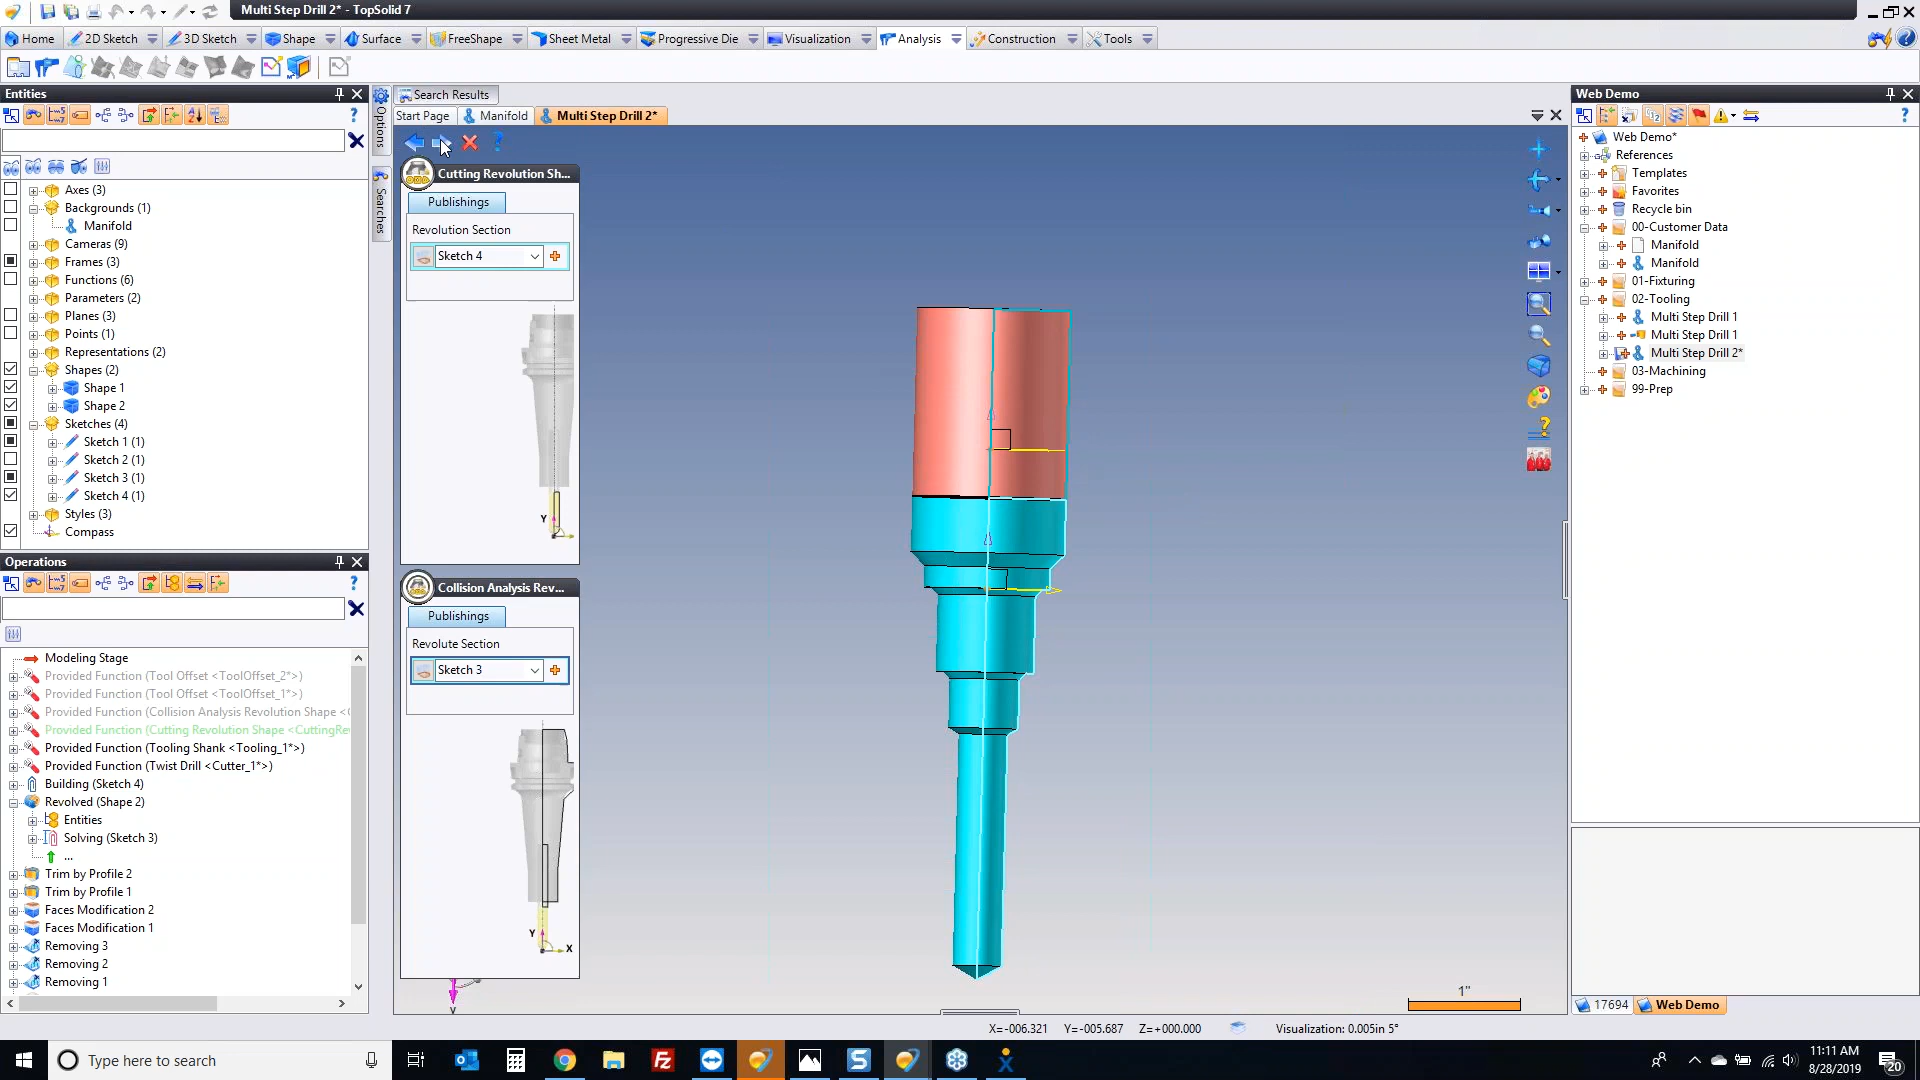 Multi Step Drill 2* - TopSolid 7
Home
2D Sketch
3D Sketch
Shape
Surface
FreeShape
Sheet Metal
Progressive Die
Visualization
Analysis
Construction
Tools
Entities
Axes (3)
Backgrounds (1)
Manifold
Cameras (9)
Frames (3)
Functions (6)
Parameters (2)
Planes (3)
Points (1)
Representations (2)
Shapes (2)
Shape 1
Shape 2
Sketches (4)
Sketch 1 (1)
Sketch 2 (1)
Sketch 3 (1)
Sketch 4 (1)
Styles (3)
Compass
Operations
Modeling Stage
Provided Function (Tool Offset <ToolOffset_2*>)
Provided Function (Tool Offset <ToolOffset_1*>)
Provided Function (Collision Analysis Revolution Shape <C
Provided Function (Cutting Revolution Shape <CuttingRev
Provided Function (Tooling Shank <Tooling_1*>)
Provided Function (Twist Drill <Cutter_1*>)
Building (Sketch 4)
Revolved (Shape 2)
Entities
Solving (Sketch 3)
...
Trim by Profile 2
Trim by Profile 1
Faces Modification 2
Faces Modification 1
Removing 3
Removing 2
Removing 1
Options
Searches
Search Results
Start Page
Manifold
Multi Step Drill 2*
Cutting Revolution Sh...
Publishings
Revolution Section
Sketch 4
Y
Collision Analysis Rev...
Publishings
Revolute Section
Sketch 3
Y
X
1"
X=-006.321 Y=-005.687 Z=+000.000 Visualization: 0.005in 5°
Web Demo
Web Demo*
References
Templates
Favorites
Recycle bin
00-Customer Data
Manifold
Manifold
01-Fixturing
02-Tooling
Multi Step Drill 1
Multi Step Drill 1
Multi Step Drill 2*
03-Machining
99-Prep
17694
Web Demo
Type here to search
11:11 AM
8/28/2019
20